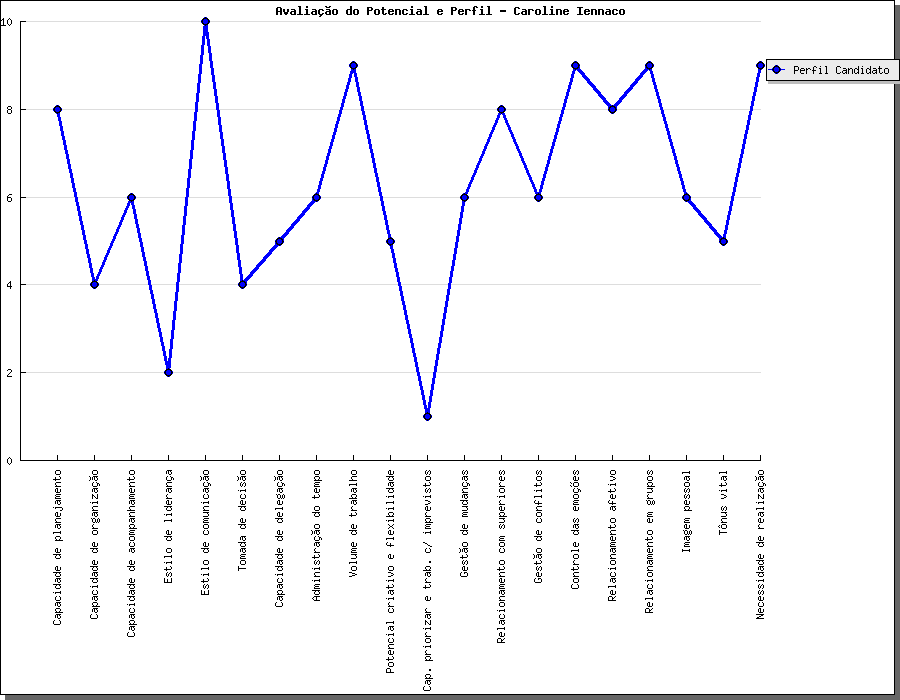 Avaliação do Potencial e Perfil - Caroline Iennaco
10
8
6
4
2
0
Perfil Candidato
Capacidade de planejamento
Capacidade de organização
Capacidade de acompanhamento
Estilo de liderança
Estilo de comunicação
Tomada de decisão
Capacidade de delegação
Administração do tempo
Volume de trabalho
Potencial criativo e flexibilidade
Cap. priorizar e trab. c/ imprevistos
Gestão de mudanças
Relacionamento com superiores
Gestão de conflitos
Controle das emoções
Relacionamento afetivo
Relacionamento em grupos
Imagem pessoal
Tônus vital
Necessidade de realização